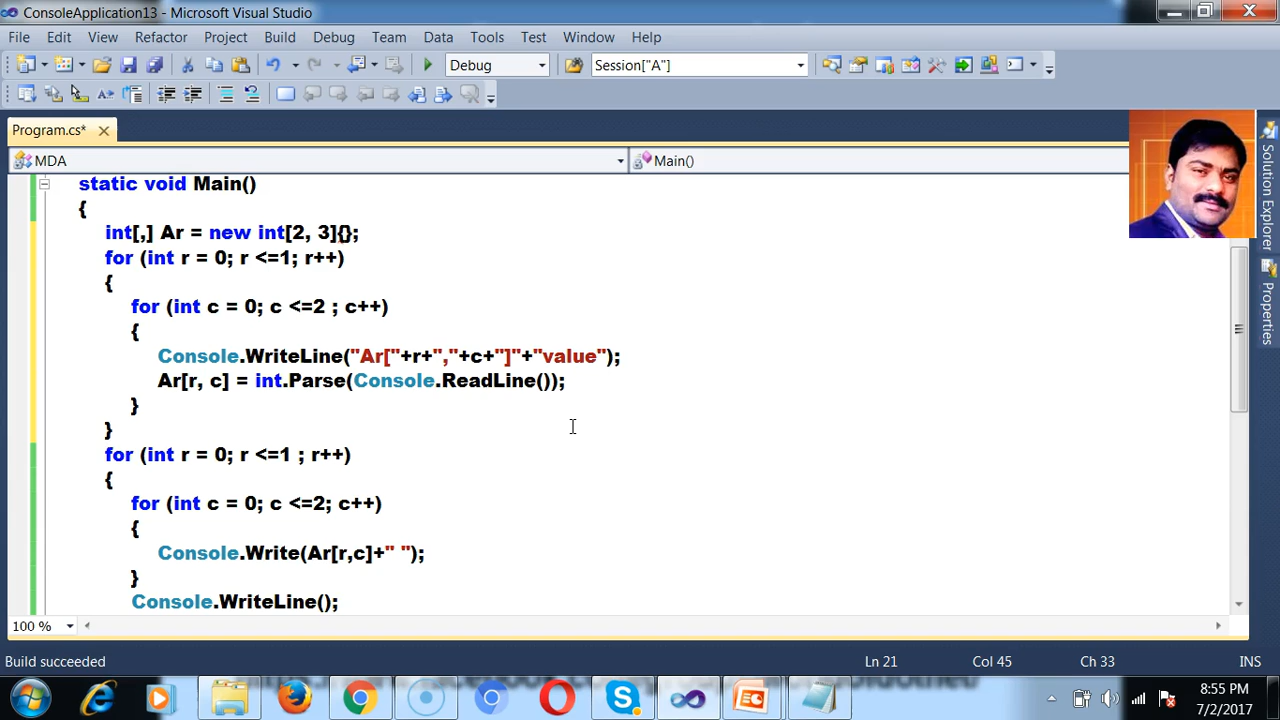 ConsoleApplication13 - Microsoft Visual Studio
File Edit View Refactor Project Build Debug Team Data Tools Test Window Help
Debug Session["A"]
Program.cs*
MDA Main()
static void Main()
{
int[,] Ar = new int[2, 3]{};
for (int r = 0; r <=1; r++)
{
for (int c = 0; c <=2 ; c++)
{
Console.WriteLine("Ar["+r+","+c+"]"+"value");
Ar[r, c] = int.Parse(Console.ReadLine());
}
}
for (int r = 0; r <=1 ; r++)
{
for (int c = 0; c <=2; c++)
{
Console.Write(Ar[r,c]+" ");
}
Console.WriteLine();
Solution Explorer
Properties
100 %
Build succeeded Ln 21 Col 45 Ch 33 INS
8:55 PM
7/2/2017